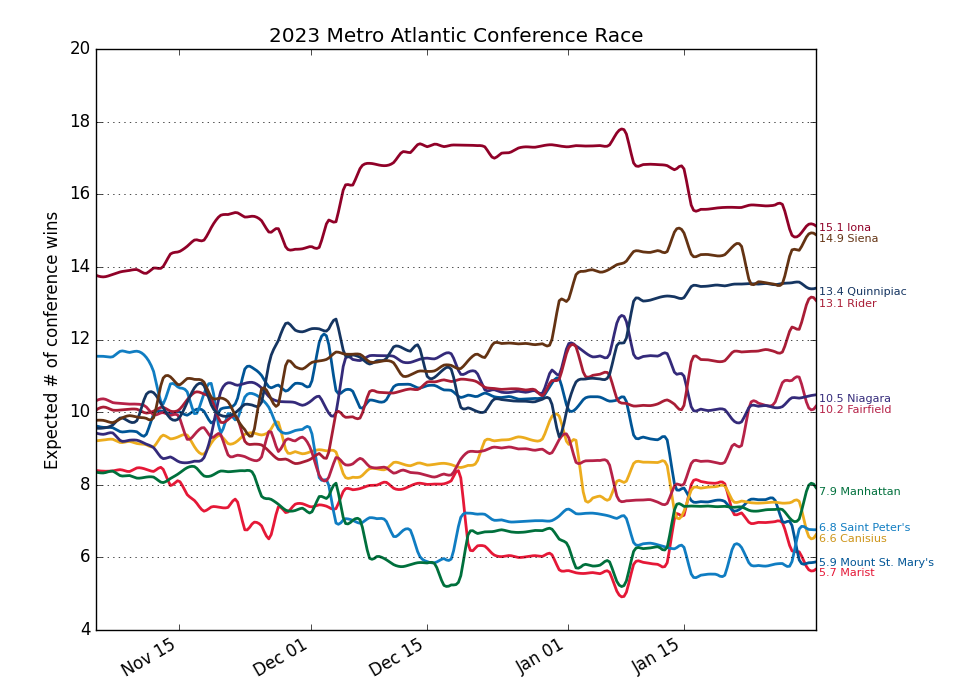 2023 Metro Atlantic Conference Race
Expected # of conference wins
20
18
16
14
12
10
8
6
4
Nov 15
Dec 01
Dec 15
Jan 01
Jan 15
15.1 Iona
14.9 Siena
13.4 Quinnipiac
13.1 Rider
10.5 Niagara
10.2 Fairfield
7.9 Manhattan
6.8 Saint Peter's
6.6 Canisius
5.9 Mount St. Mary's
5.7 Marist